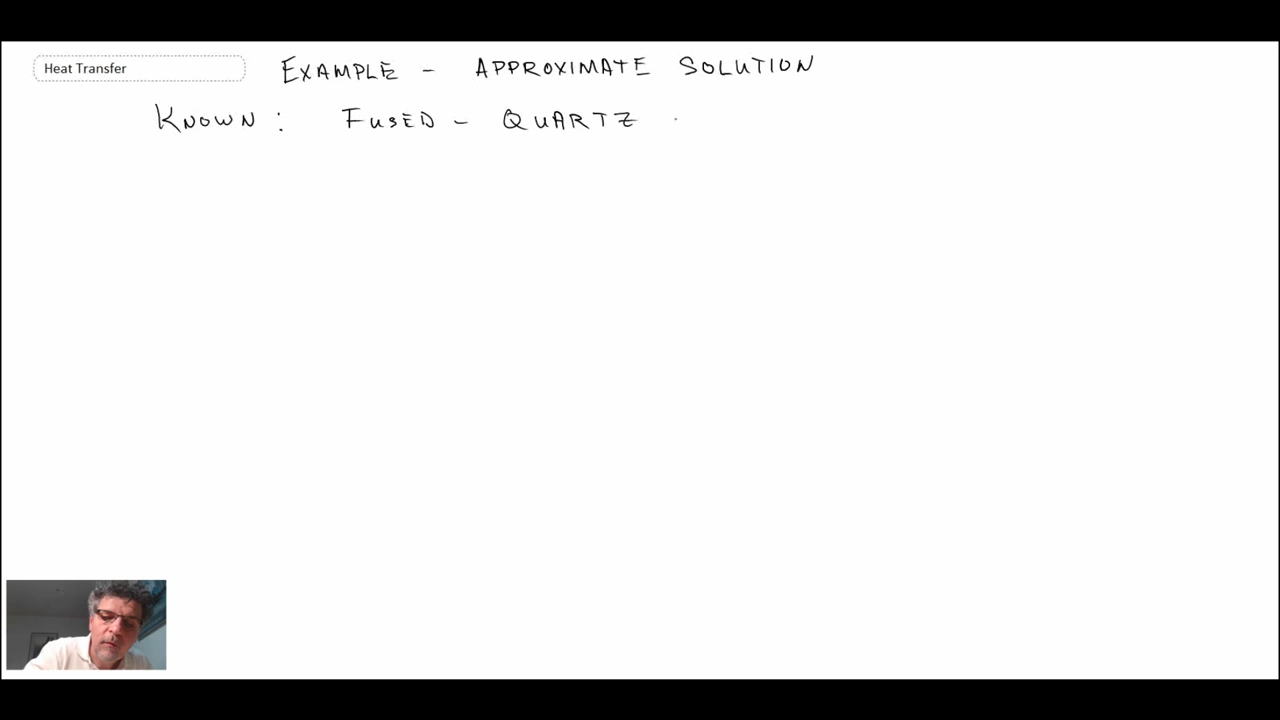 Heat Transfer
EXAMPLE - APPROXIMATE SOLUTION
KNOWN: FUSED - QUARTZ